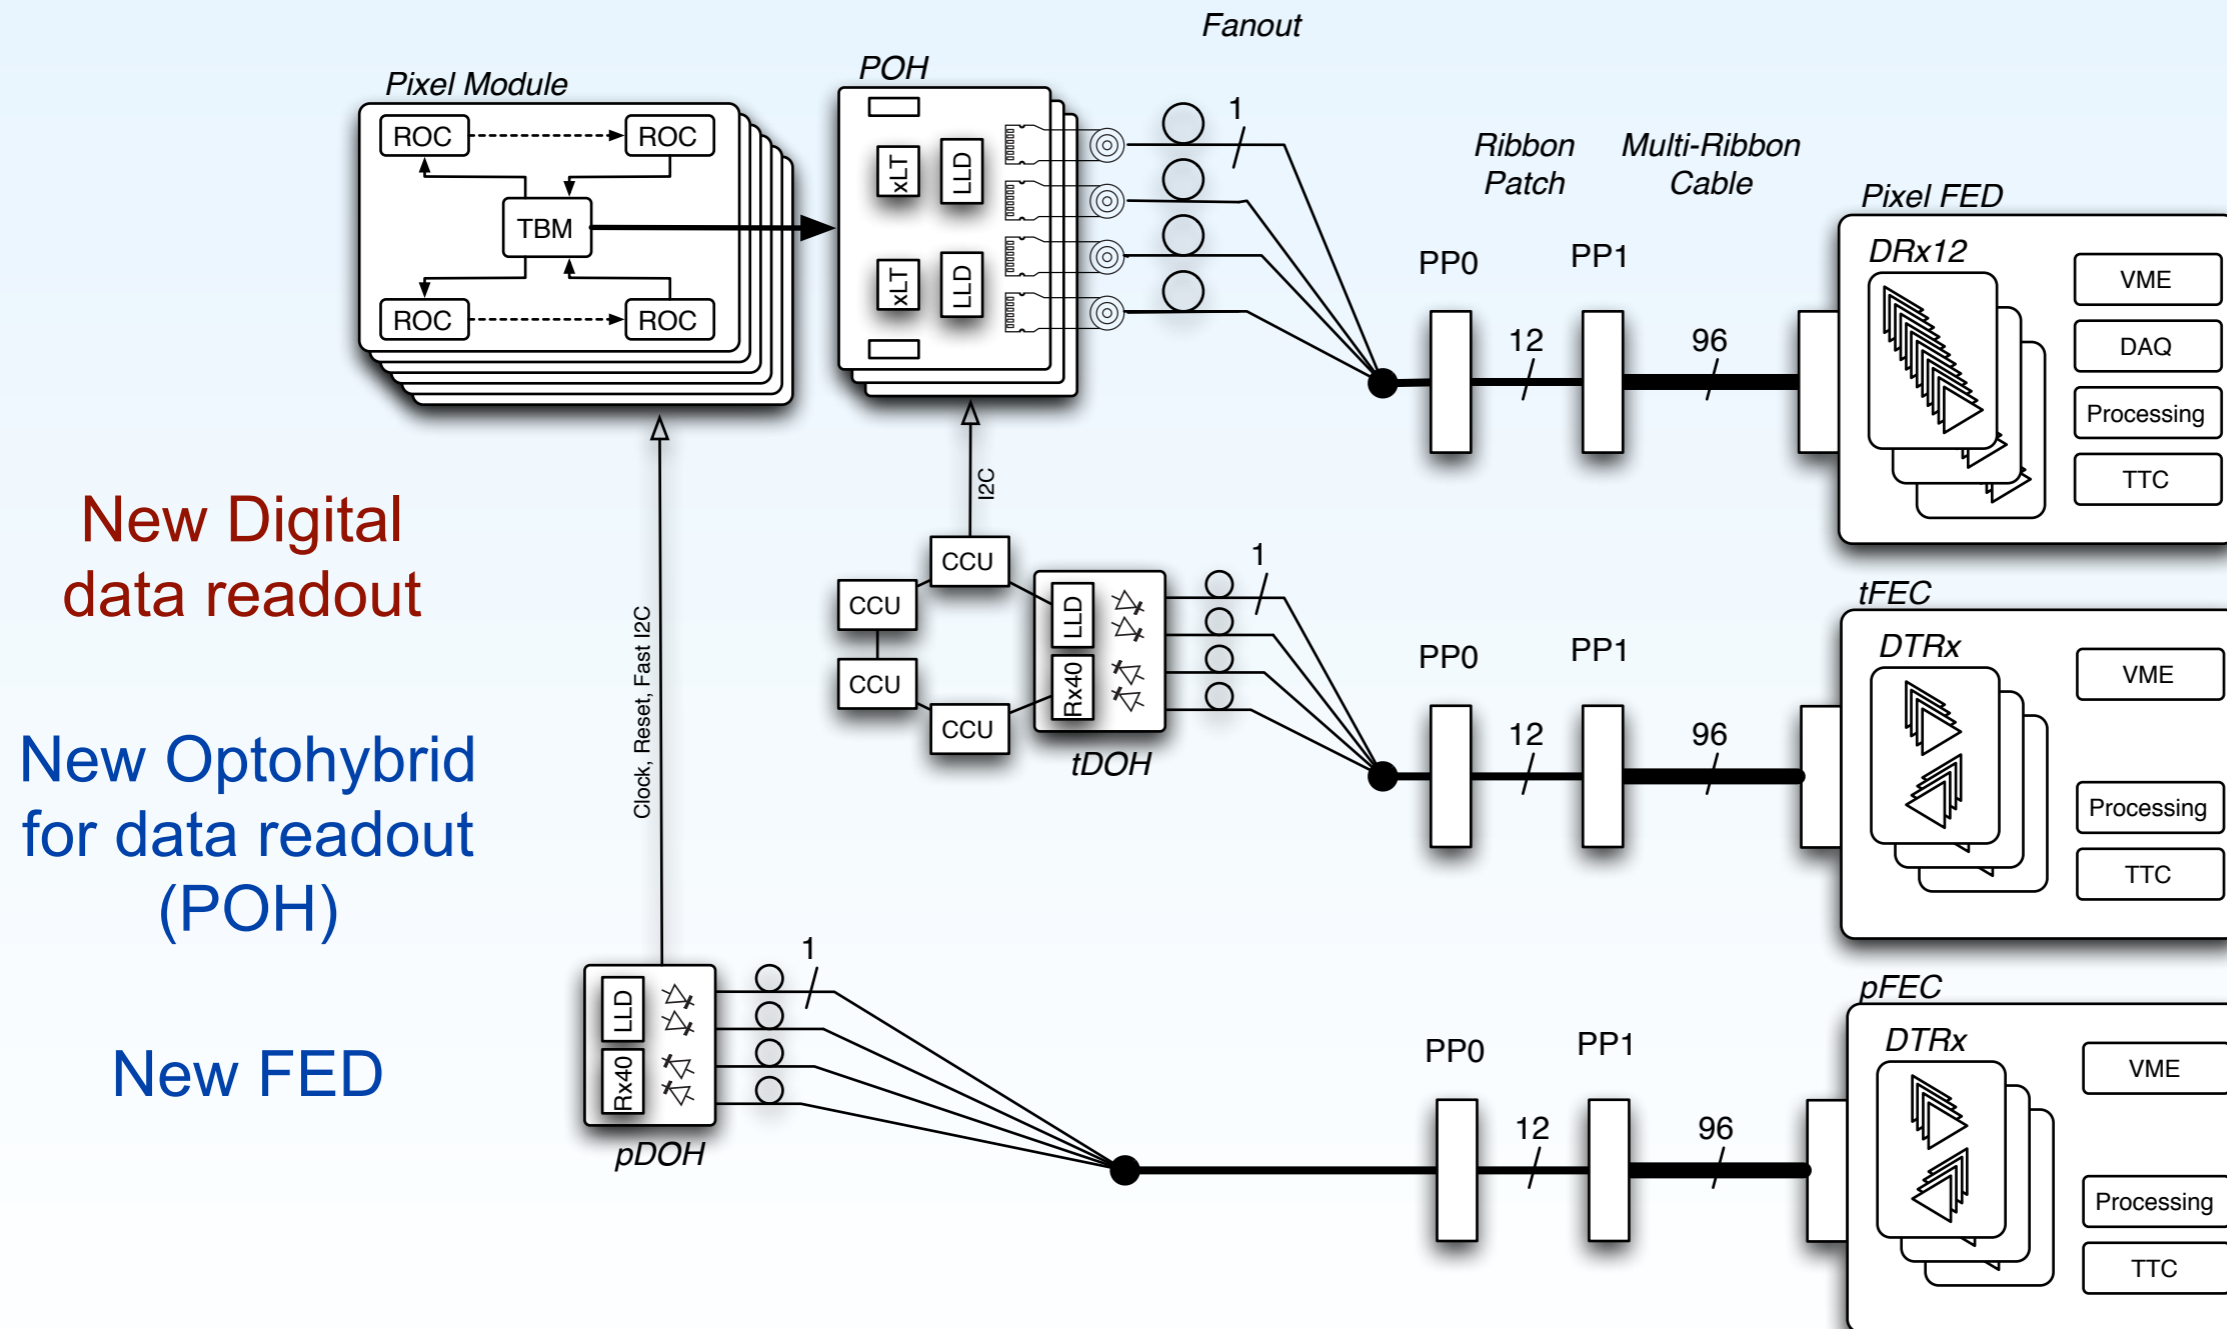 Fanout
Pixel Module
POH
ROC
ROC
TBM
ROC
ROC
xLT
LLD
xLT
LLD
1
Ribbon
Patch
Multi-Ribbon
Cable
PP0
PP1
12
96
Pixel FED
DRx12
VME
DAQ
Processing
TTC
New Digital
data readout
New Optohybrid
for data readout
(POH)
New FED
Clock, Reset, Fast I2C
I2C
CCU
CCU
CCU
CCU
LLD
Rx40
tDOH
1
PP0
PP1
12
96
tFEC
DTRx
VME
Processing
TTC
LLD
Rx40
pDOH
1
PP0
PP1
12
96
pFEC
DTRx
VME
Processing
TTC